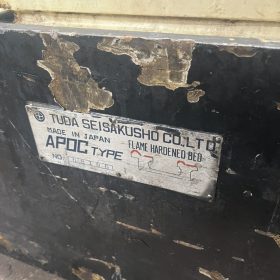 TUDA SEISAKUSHO CO.LTD
MADE IN JAPAN
APOC TYPE
FLAME HARDENED BED
NO.